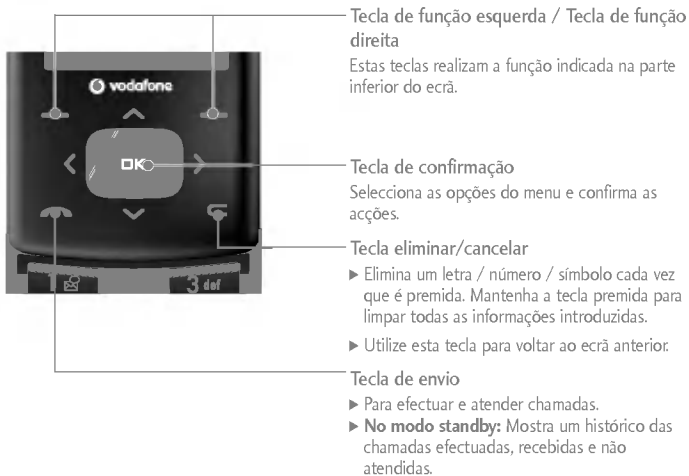 Tecla de função esquerda / Tecla de função
direita
Estas teclas realizam a função indicada na parte
inferior do ecrã.
vodafone
OK
Tecla de confirmação
Selecciona as opções do menu e confirma as
acções.
Tecla eliminar/cancelar
▶ Elimina um letra / número / símbolo cada vez
que é premida. Mantenha a tecla premida para
limpar todas as informações introduzidas.
▶ Utilize esta tecla para voltar ao ecrã anterior.
1
3 def
Tecla de envio
▶ Para efectuar e atender chamadas.
▶ No modo standby: Mostra um histórico das
chamadas efectuadas, recebidas e não
atendidas.